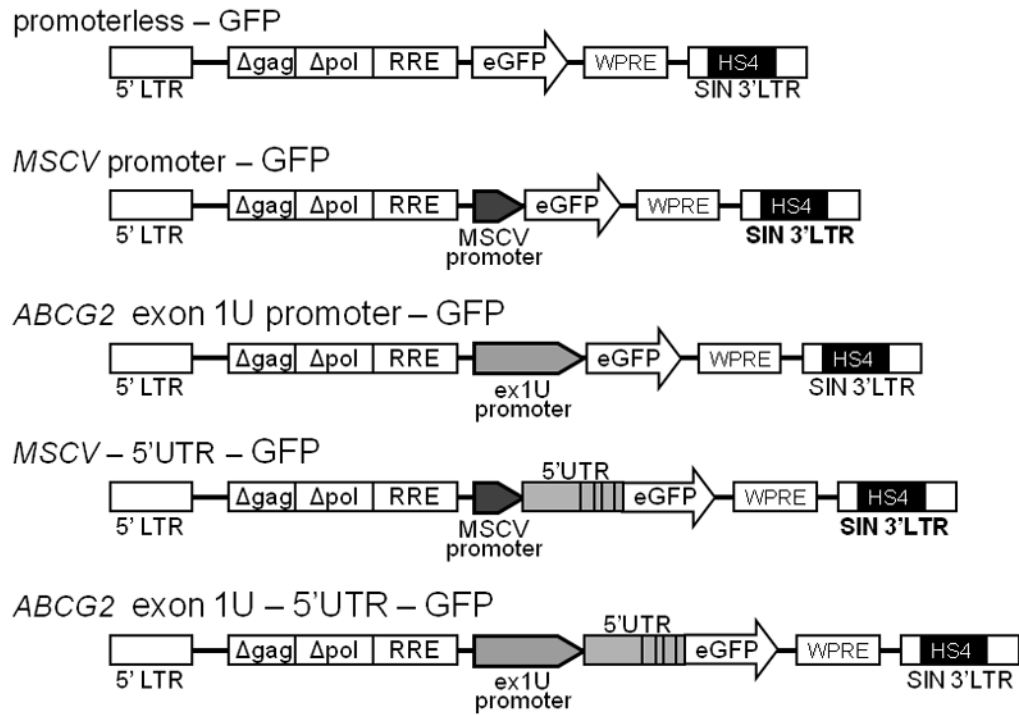 promoterless – GFP
Δgag Δpol RRE eGFP WPRE HS4
5' LTR SIN 3'LTR
MSCV promoter – GFP
Δgag Δpol RRE eGFP WPRE HS4
5' LTR MSCV promoter SIN 3'LTR
ABCG2 exon 1U promoter – GFP
Δgag Δpol RRE eGFP WPRE HS4
5' LTR ex1U promoter SIN 3'LTR
MSCV – 5'UTR – GFP
5'UTR
Δgag Δpol RRE eGFP WPRE HS4
5' LTR MSCV promoter SIN 3'LTR
ABCG2 exon 1U – 5'UTR – GFP
5'UTR
Δgag Δpol RRE eGFP WPRE HS4
5' LTR ex1U promoter SIN 3'LTR